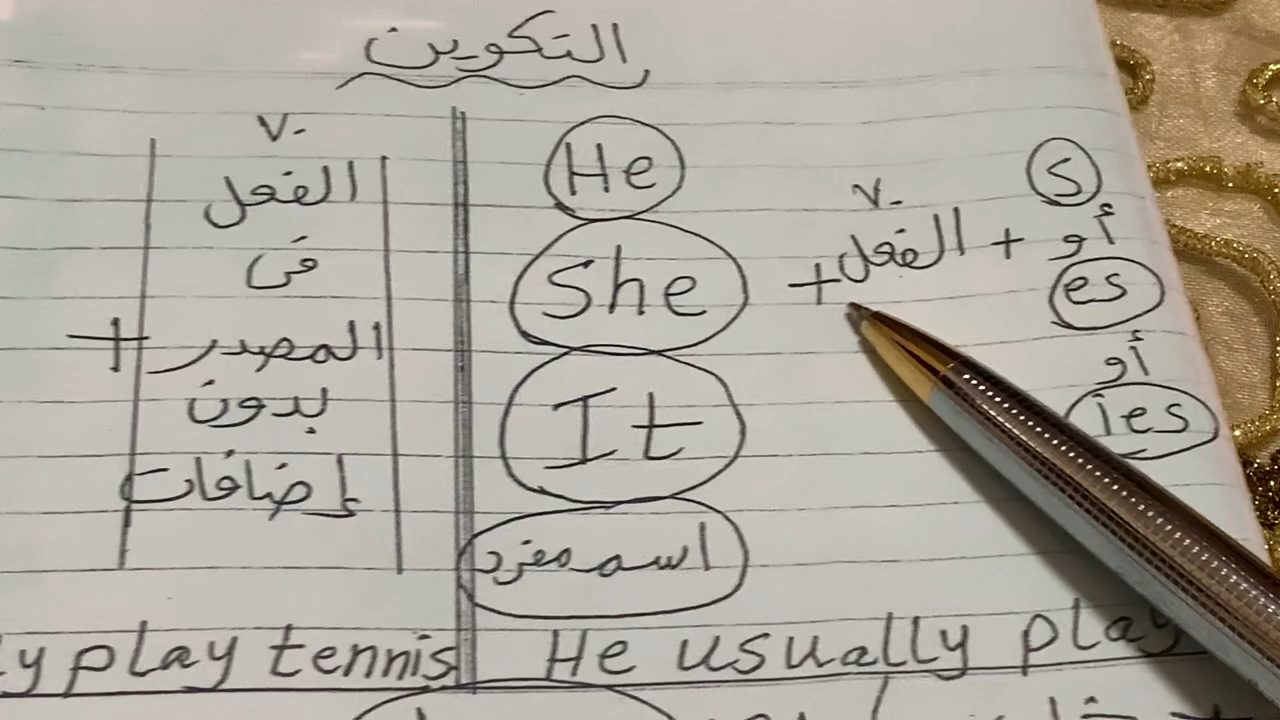 التكوين
v.
الفعل
فى
المصدر +
بدون
إضافات
He
She
It
اسم مفرد
v.
+ الفعل +
s
أو
es
أو
ies
y play tennis
He usually play